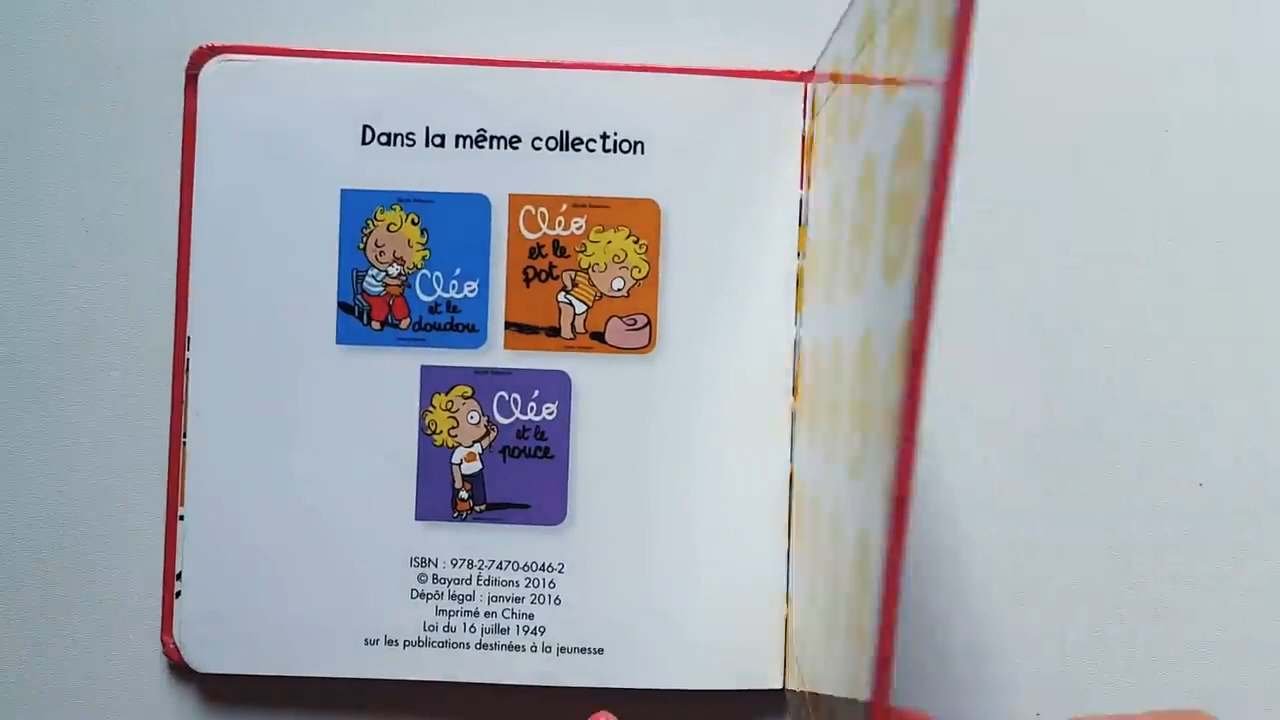 Dans la même collection
Cléo
et le
doudou
Cléo
et le
pot
Cléo
et le
pouce
ISBN : 978-2-7470-6046-2
© Bayard Éditions 2016
Dépôt légal : janvier 2016
Imprimé en Chine
Loi du 16 juillet 1949
sur les publications destinées à la jeunesse